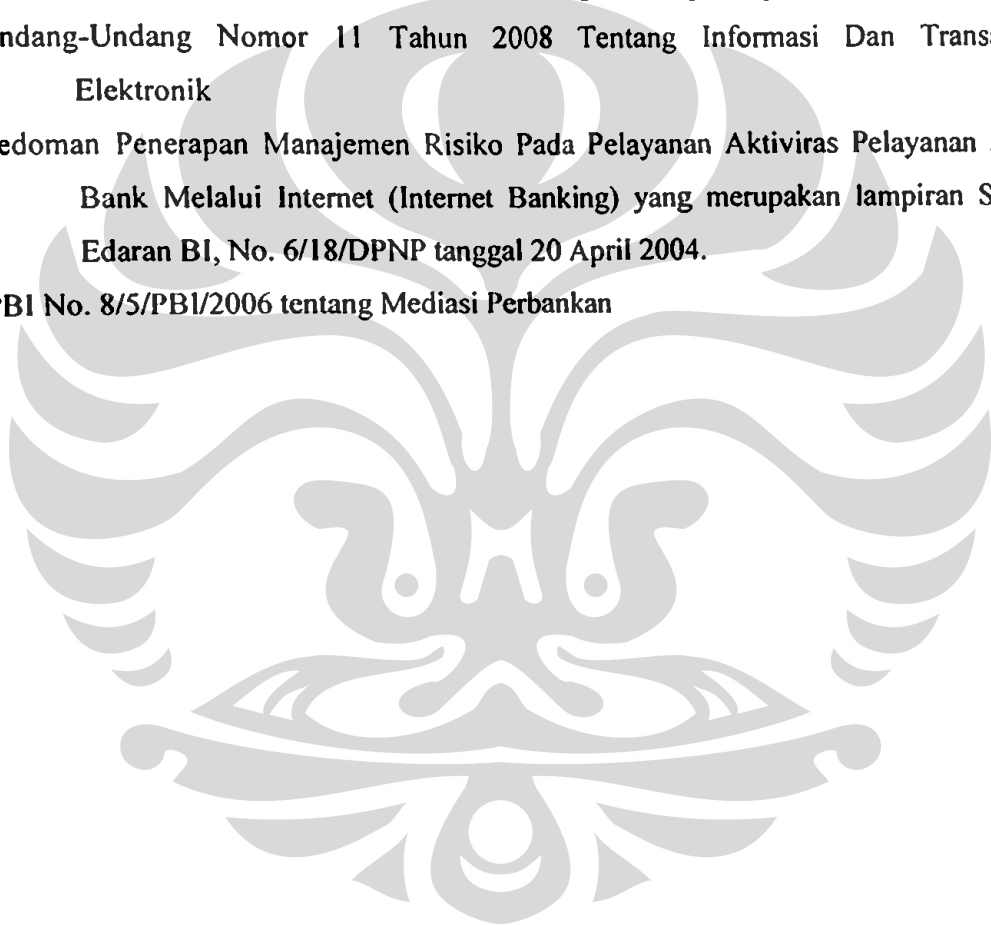 ndang-Undang Nomor 11 Tahun 2008 Tentang Informasi Dan Trans
Elektronik
edoman Penerapan Manajemen Risiko Pada Pelayanan Aktiviras Pelayanan
Bank Melalui Internet (Internet Banking) yang merupakan lampiran S
Edaran BI, No. 6/18/DPNP tanggal 20 April 2004.
BI No. 8/5/PBI/2006 tentang Mediasi Perbankan